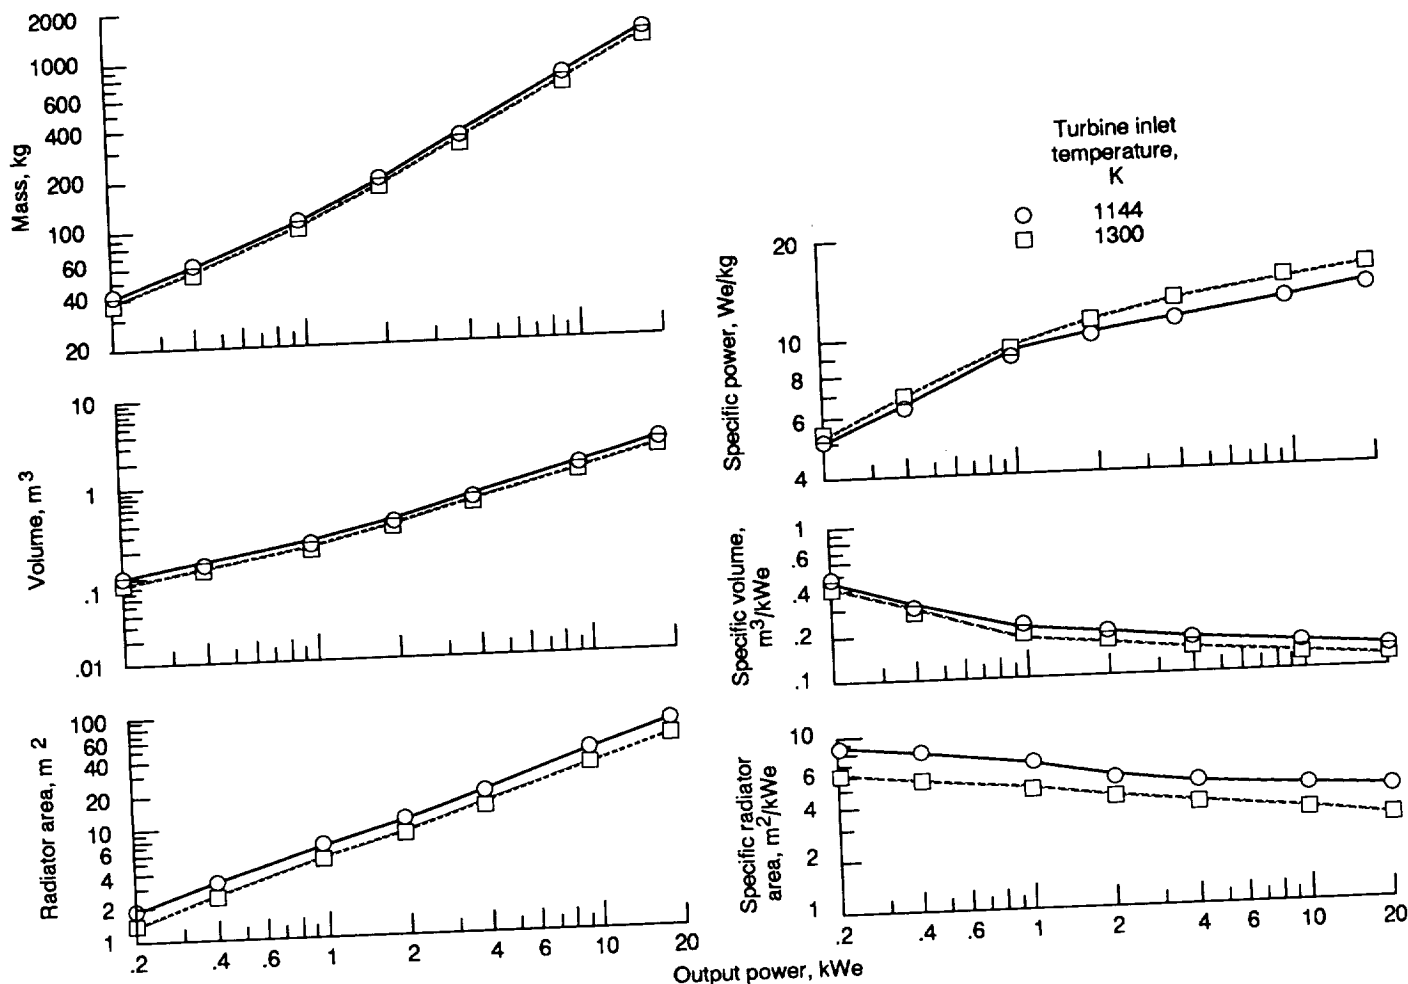 2000
1000
600
400
200
100
60
40
20
Mass, kg
10
1
.1
.01
Volume, m3
100
60
40
20
10
6
4
2
1
Radiator area, m 2
.2 .4 .6 1 2 4 6 10 20
Turbine inlet
temperature,
K
1144
1300
20
10
8
6
4
Specific power, We/kg
1
.6
.4
.2
.1
Specific volume,
m3/kWe
10
6
4
2
1
Specific radiator
area, m2/kWe
.2 .4 .6 1 2 4 6 10 20
Output power, kWe